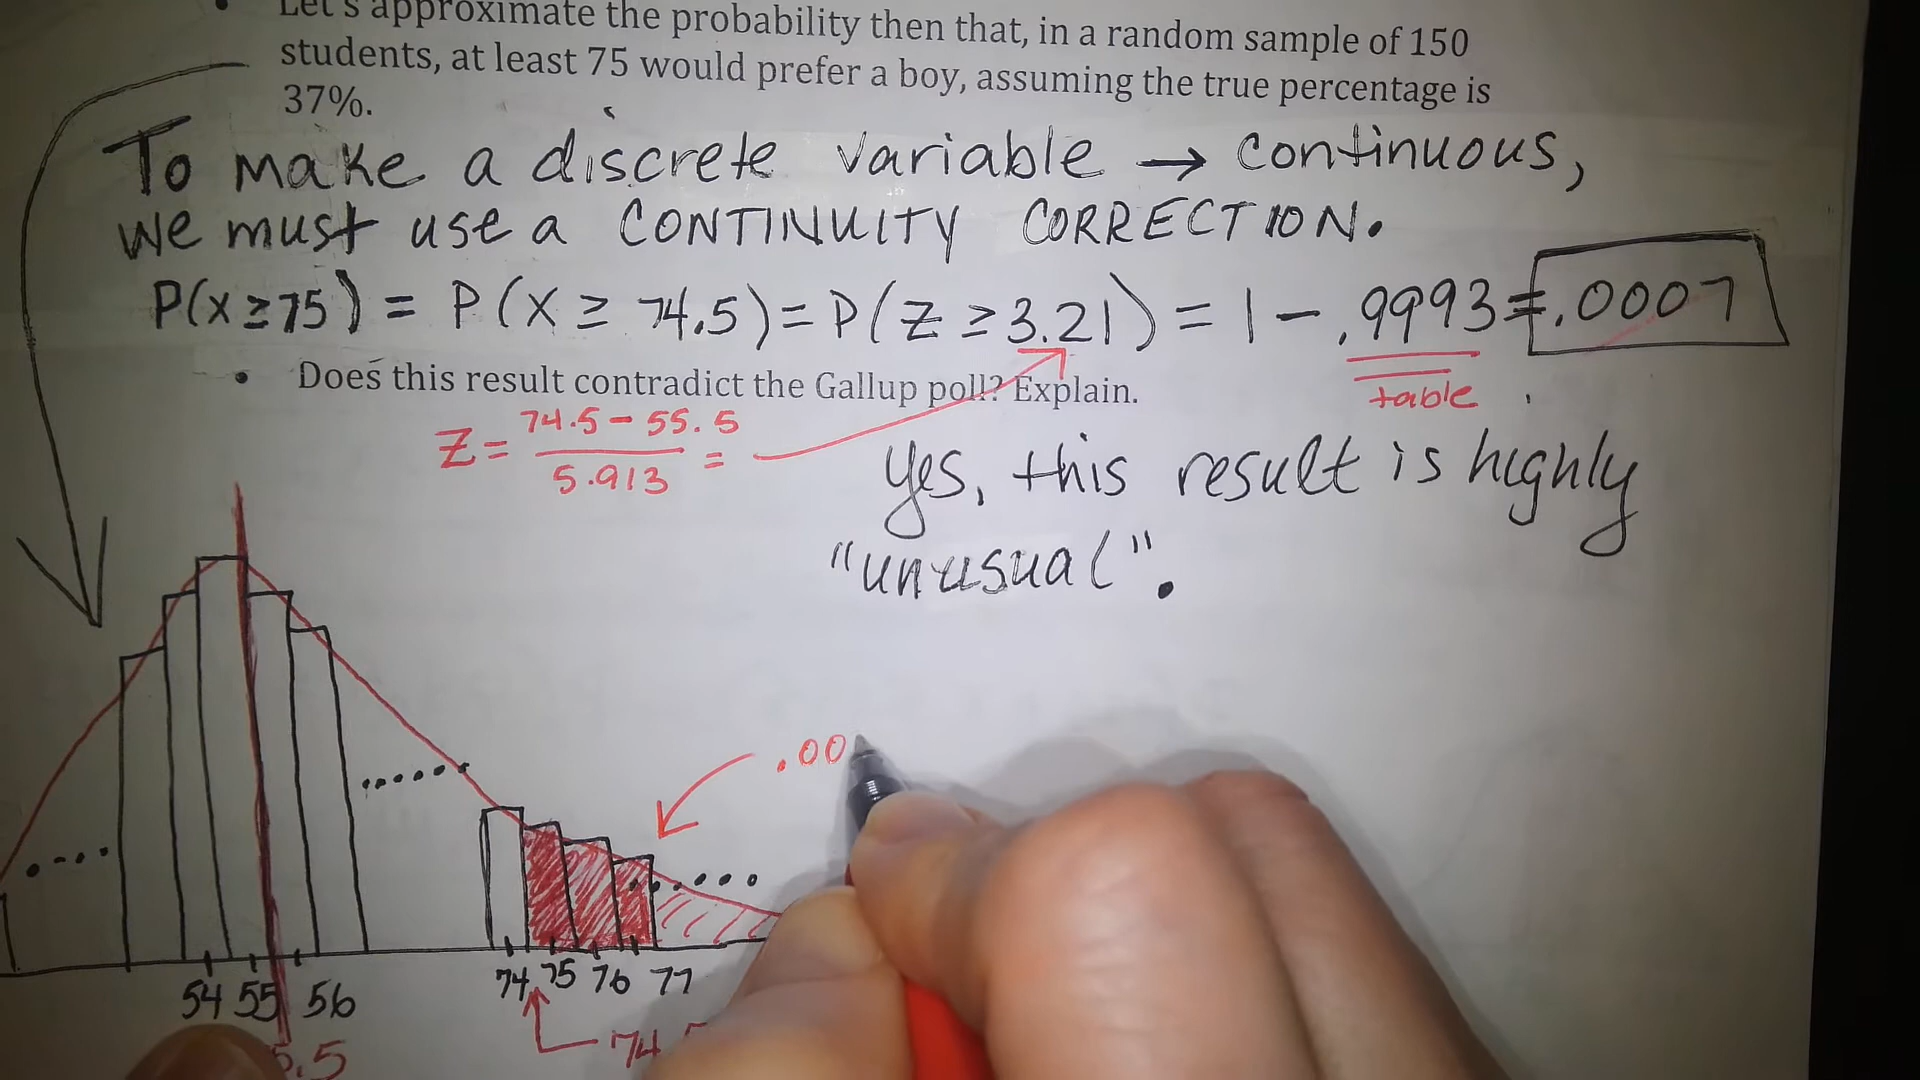 Let's approximate the probability then that, in a random sample of 150
students, at least 75 would prefer a boy, assuming the true percentage is
37%.
To make a discrete variable → continuous,
we must use a CONTINUITY CORRECTION.
P(X≥75) = P(X ≥ 74.5) = P(Z ≥ 3.21) = 1 - .9993 = .0007
table
Does this result contradict the Gallup poll? Explain.
Z = 74.5 - 55.5 / 5.913 =
Yes, this result is highly
"unusual".
.00
54 55 56 74 75 76 77
5.5 74.